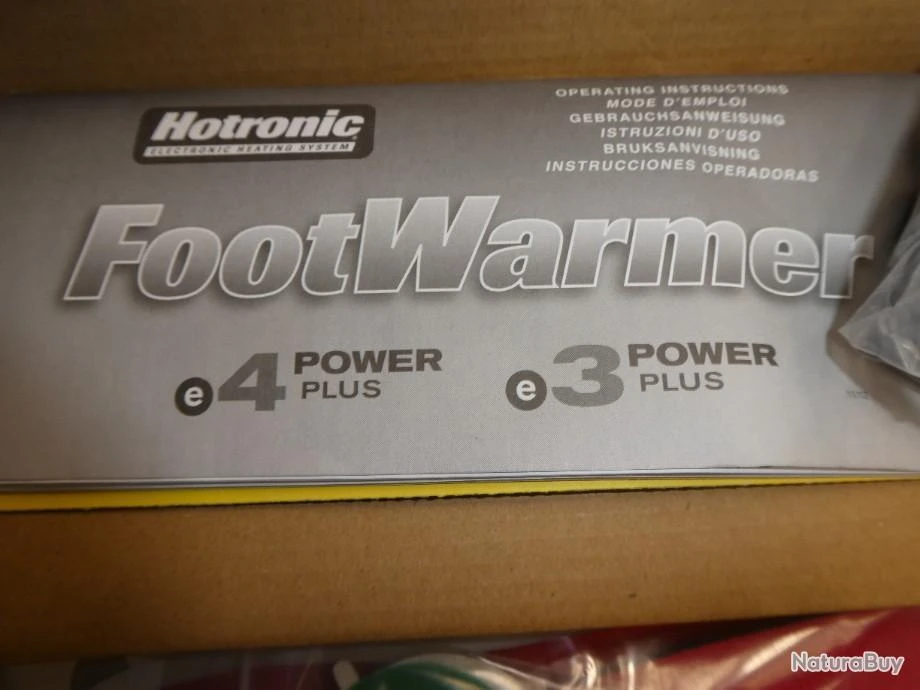 Hotronic
ELECTRONIC HEATING SYSTEM
OPERATING INSTRUCTIONS
MODE D'EMPLOI
GEBRAUCHSANWEISUNG
ISTRUZIONI D'USO
BRUKSANVISNING
INSTRUCCIONES OPERADORAS
FootWarmer
e4 POWER PLUS
e3 POWER PLUS
NaturaBuy